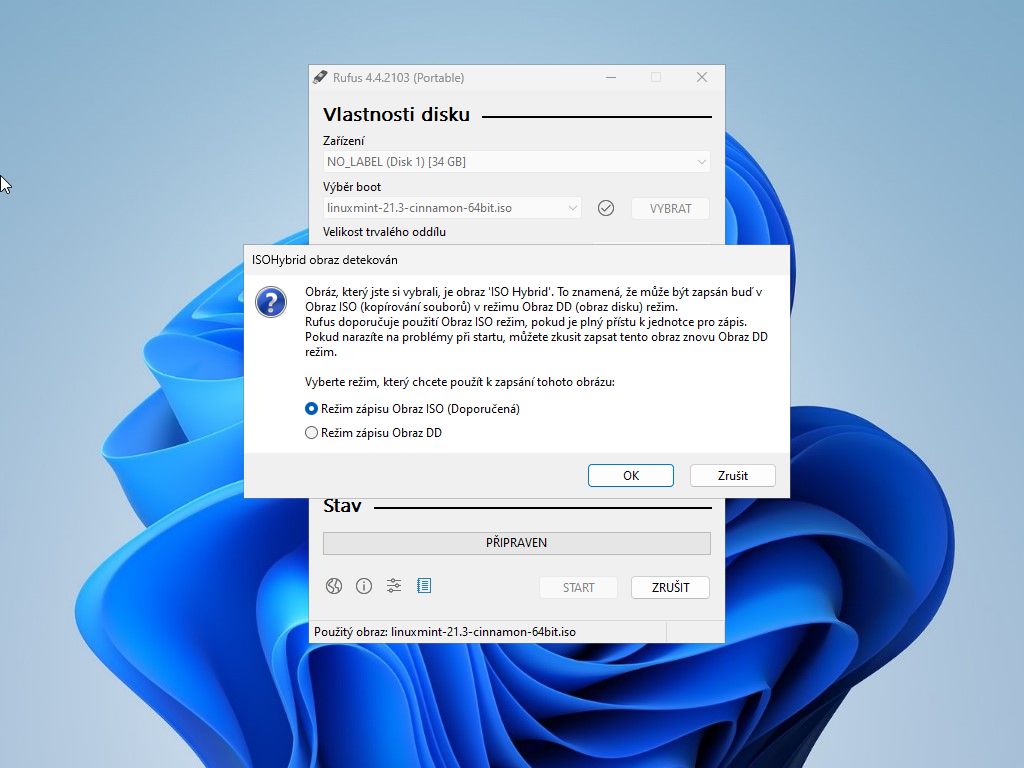 Rufus 4.4.2103 (Portable)
Vlastnosti disku
Zařízení
NO_LABEL (Disk 1) [34 GB]
Výběr boot
linuxmint-21.3-cinnamon-64bit.iso
VYBRAT
Velikost trvalého oddílu
ISOHybrid obraz detekován
Obráz, který jste si vybrali, je obraz 'ISO Hybrid'. To znamená, že může být zapsán buď v
Obraz ISO (kopírování souborů) v režimu Obraz DD (obraz disku) režim.
Rufus doporučuje použití Obraz ISO režim, pokud je plný přístu k jednotce pro zápis.
Pokud narazíte na problémy při startu, můžete zkusit zapsat tento obraz znovu Obraz DD
režim.
Vyberte režim, který chcete použít k zapsání tohoto obrázu:
Režim zápisu Obraz ISO (Doporučená)
Režim zápisu Obraz DD
OK
Zrušit
Stav
PŘIPRAVEN
START
ZRUŠIT
Použitý obraz: linuxmint-21.3-cinnamon-64bit.iso